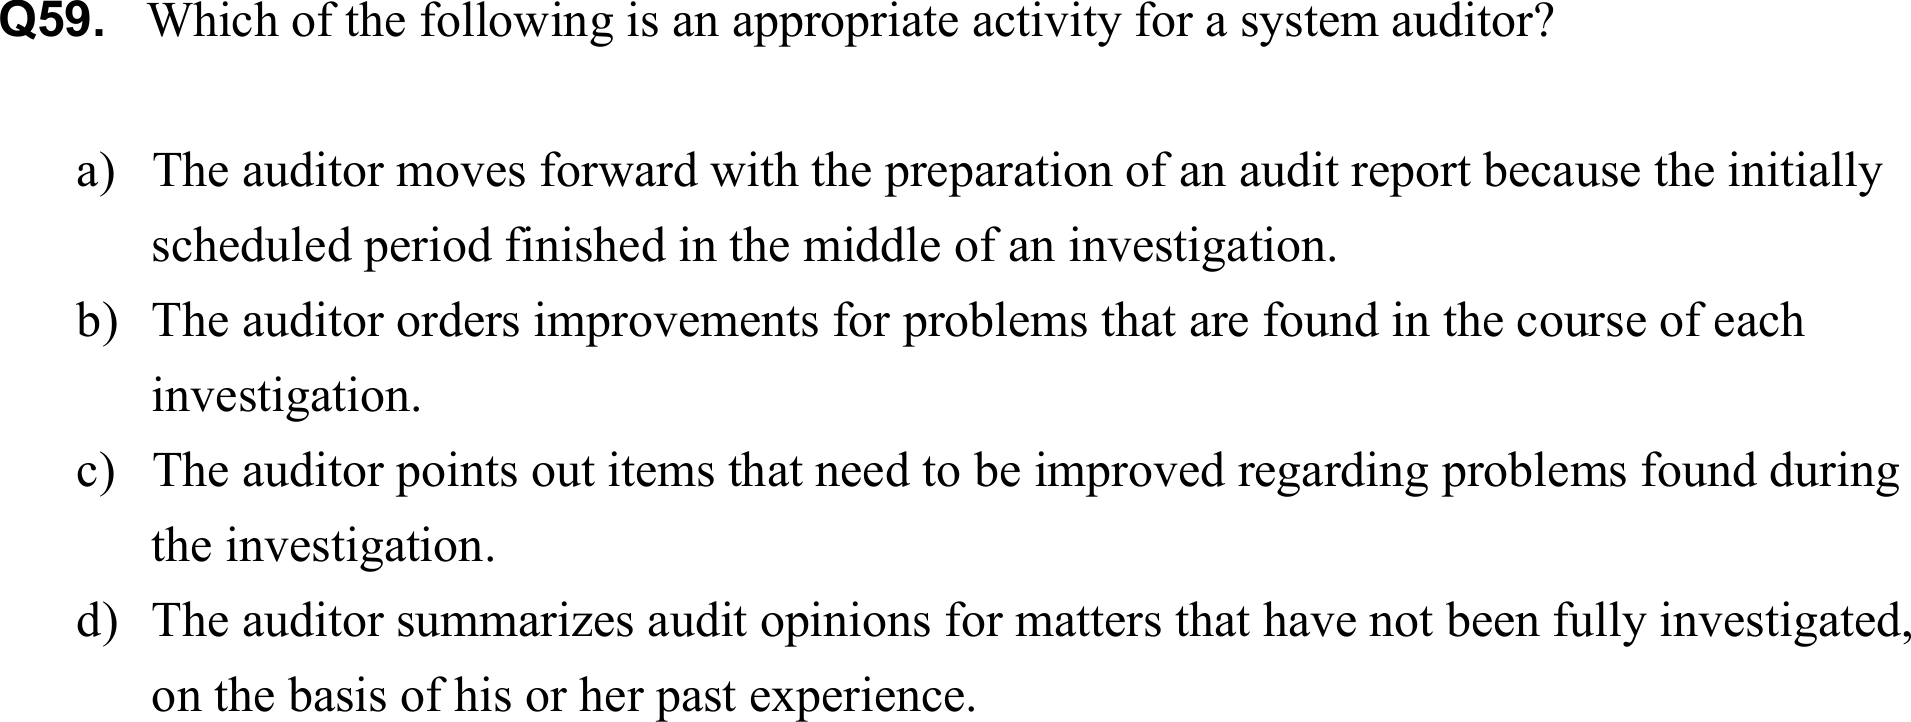 Q59. Which of the following is an appropriate activity for a system auditor?
a) The auditor moves forward with the preparation of an audit report because the initially
scheduled period finished in the middle of an investigation.
b) The auditor orders improvements for problems that are found in the course of each
investigation.
c) The auditor points out items that need to be improved regarding problems found during
the investigation.
d) The auditor summarizes audit opinions for matters that have not been fully investigated,
on the basis of his or her past experience.